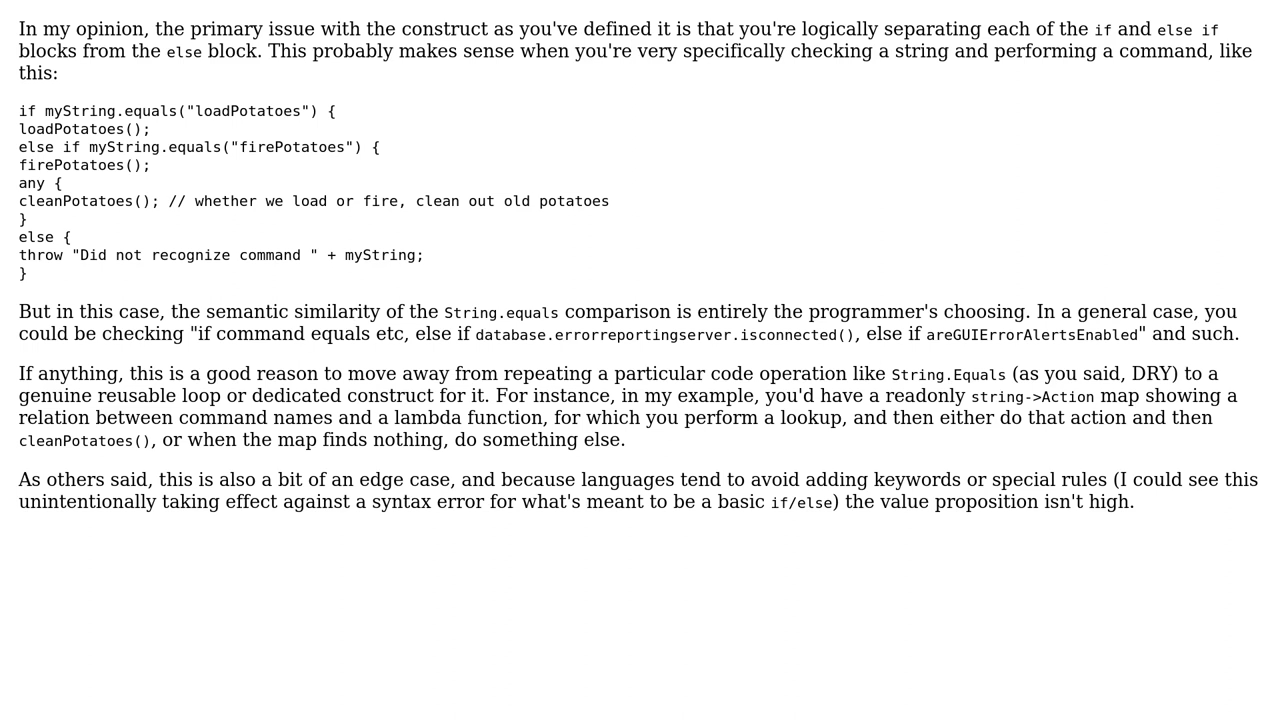 In my opinion, the primary issue with the construct as you've defined it is that you're logically separating each of the if and else if
blocks from the else block. This probably makes sense when you're very specifically checking a string and performing a command, like
this:
if myString.equals("loadPotatoes") {
loadPotatoes();
else if myString.equals("firePotatoes") {
firePotatoes();
any {
cleanPotatoes(); // whether we load or fire, clean out old potatoes
}
else {
throw "Did not recognize command " + myString;
}
But in this case, the semantic similarity of the String.equals comparison is entirely the programmer's choosing. In a general case, you
could be checking "if command equals etc, else if database.errorreportingserver.isconnected(), else if areGUIErrorAlertsEnabled" and such.
If anything, this is a good reason to move away from repeating a particular code operation like String.Equals (as you said, DRY) to a
genuine reusable loop or dedicated construct for it. For instance, in my example, you'd have a readonly string->Action map showing a
relation between command names and a lambda function, for which you perform a lookup, and then either do that action and then
cleanPotatoes(), or when the map finds nothing, do something else.
As others said, this is also a bit of an edge case, and because languages tend to avoid adding keywords or special rules (I could see this
unintentionally taking effect against a syntax error for what's meant to be a basic if/else) the value proposition isn't high.